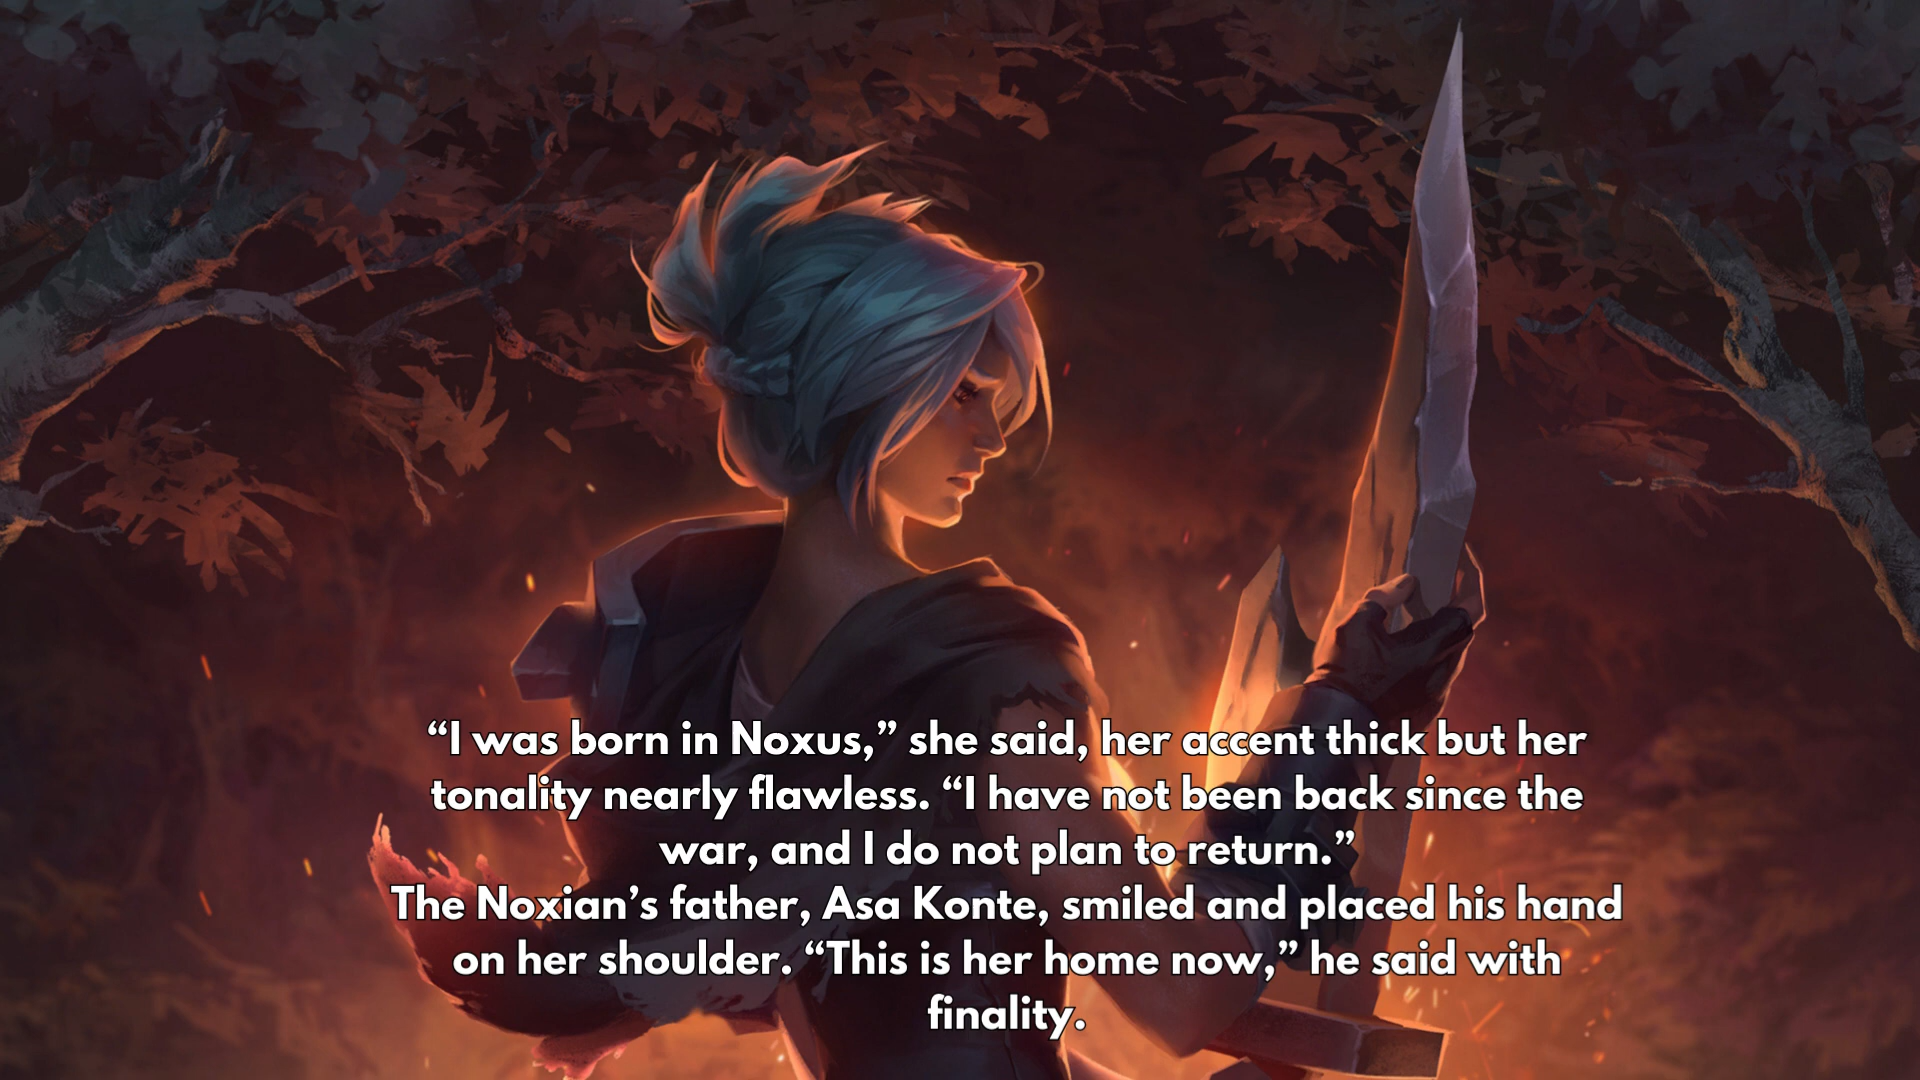 “I was born in Noxus,” she said, her accent thick but her
tonality nearly flawless. “I have not been back since the
war, and I do not plan to return.”
The Noxian’s father, Asa Konte, smiled and placed his hand
on her shoulder. “This is her home now,” he said with
finality.